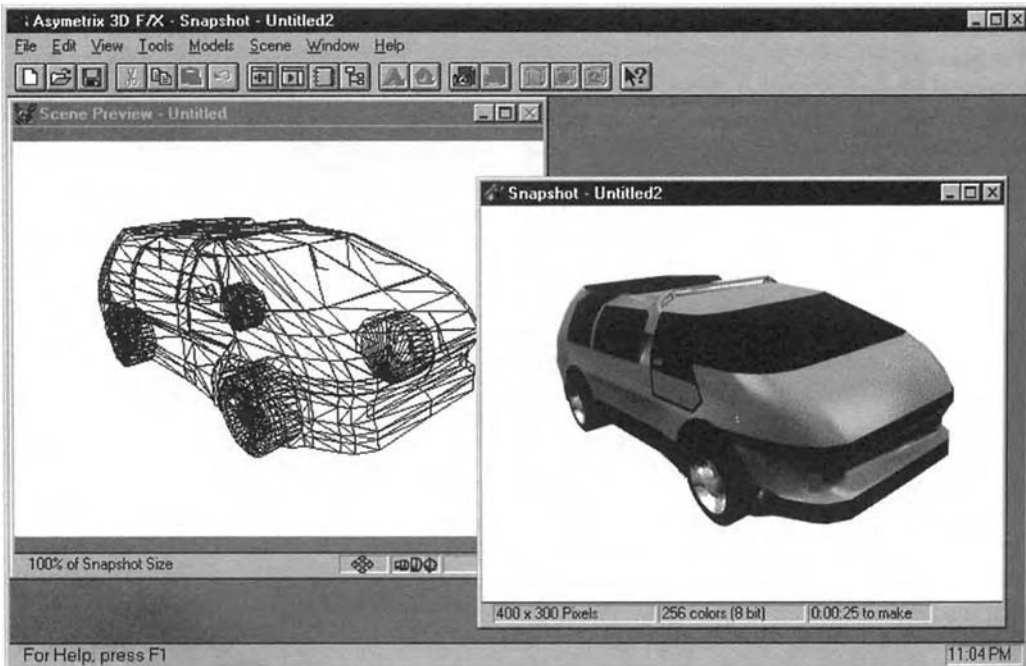 Asymetrix 3D F/X - Snapshot - Untitled2
File Edit View Tools Models Scene Window Help
Scene Preview - Untitled
Snapshot - Untitled2
100% of Snapshot Size
400 x 300 Pixels 256 colors (8 bit) 0:00:25 to make
For Help, press F1 11:04 PM